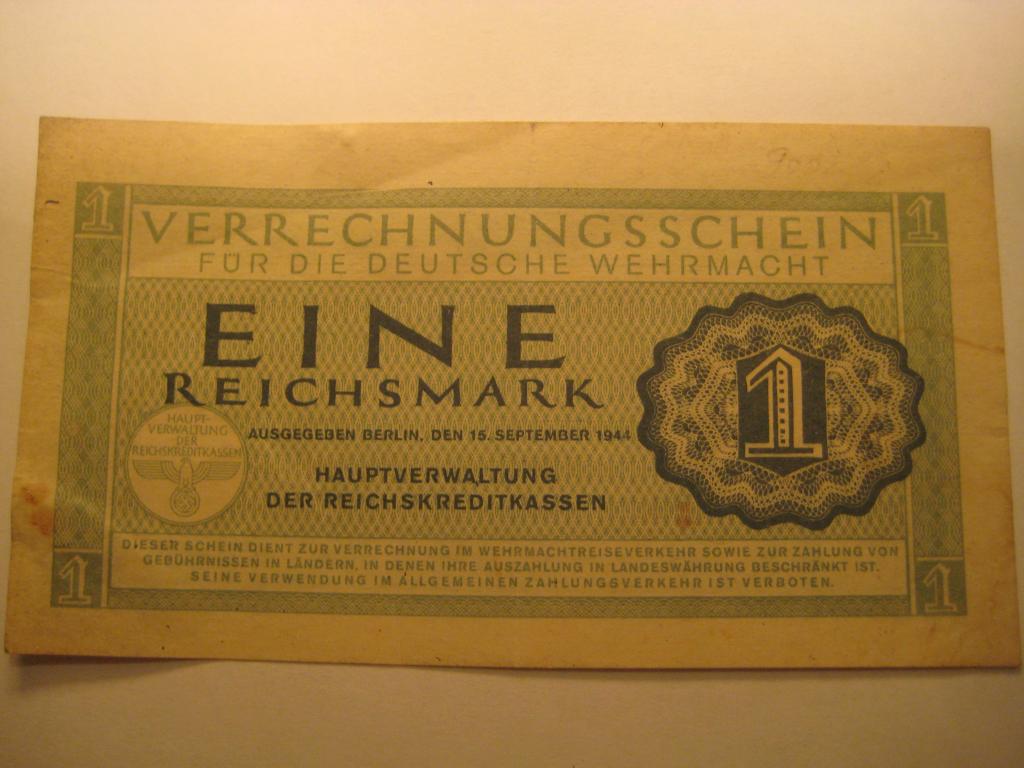 1
1
VERRECHNUNGSSCHEIN
FÜR DIE DEUTSCHE WEHRMACHT
EINE
REICHSMARK
1
HAUPT-
VERWALTUNG
DER
REICHSKREDITKASSEN
AUSGEGEBEN BERLIN, DEN 15. SEPTEMBER 1944
HAUPTVERWALTUNG
DER REICHSKREDITKASSEN
DIESER SCHEIN DIENT ZUR VERRECHNUNG IM WEHRMACHTREISEVERKEHR SOWIE ZUR ZAHLUNG VON
GEBÜHRNISSEN IN LÄNDERN, IN DENEN IHRE AUSZAHLUNG IN LANDESWÄHRUNG BESCHRÄNKT IST.
SEINE VERWENDUNG IM ALLGEMEINEN ZAHLUNGSVERKEHR IST VERBOTEN.
1
1